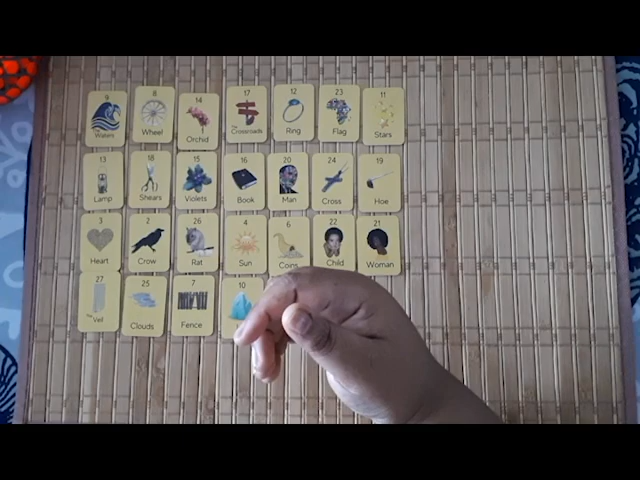 9 8 14 17 12 23 11
Waters Wheel Orchid The Crossroads Ring Flag Stars
13 18 15 16 20 24 19
Lamp Shears Violets Book Man Cross Hoe
3 2 26 4 6 22 21
Heart Crow Rat Sun Coins Child Woman
27 25 7 10
The Veil Clouds Fence